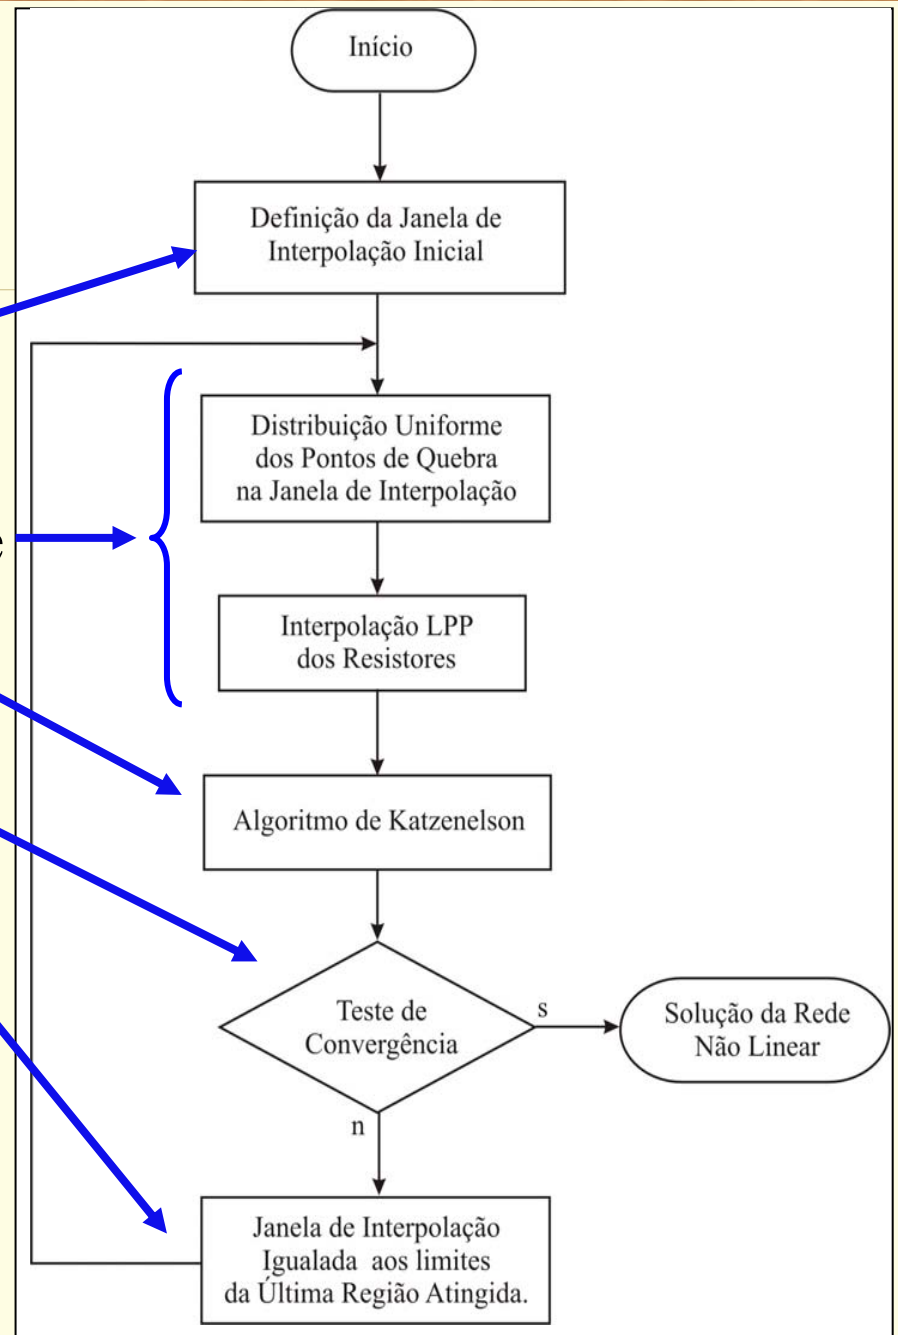 Início
Definição da Janela de
Interpolação Inicial
Distribuição Uniforme
dos Pontos de Quebra
na Janela de Interpolação
Interpolação LPP
dos Resistores
Algoritmo de Katzenelson
Teste de
Convergência
s
Solução da Rede
Não Linear
n
Janela de Interpolação
Igualada aos limites
da Última Região Atingida.